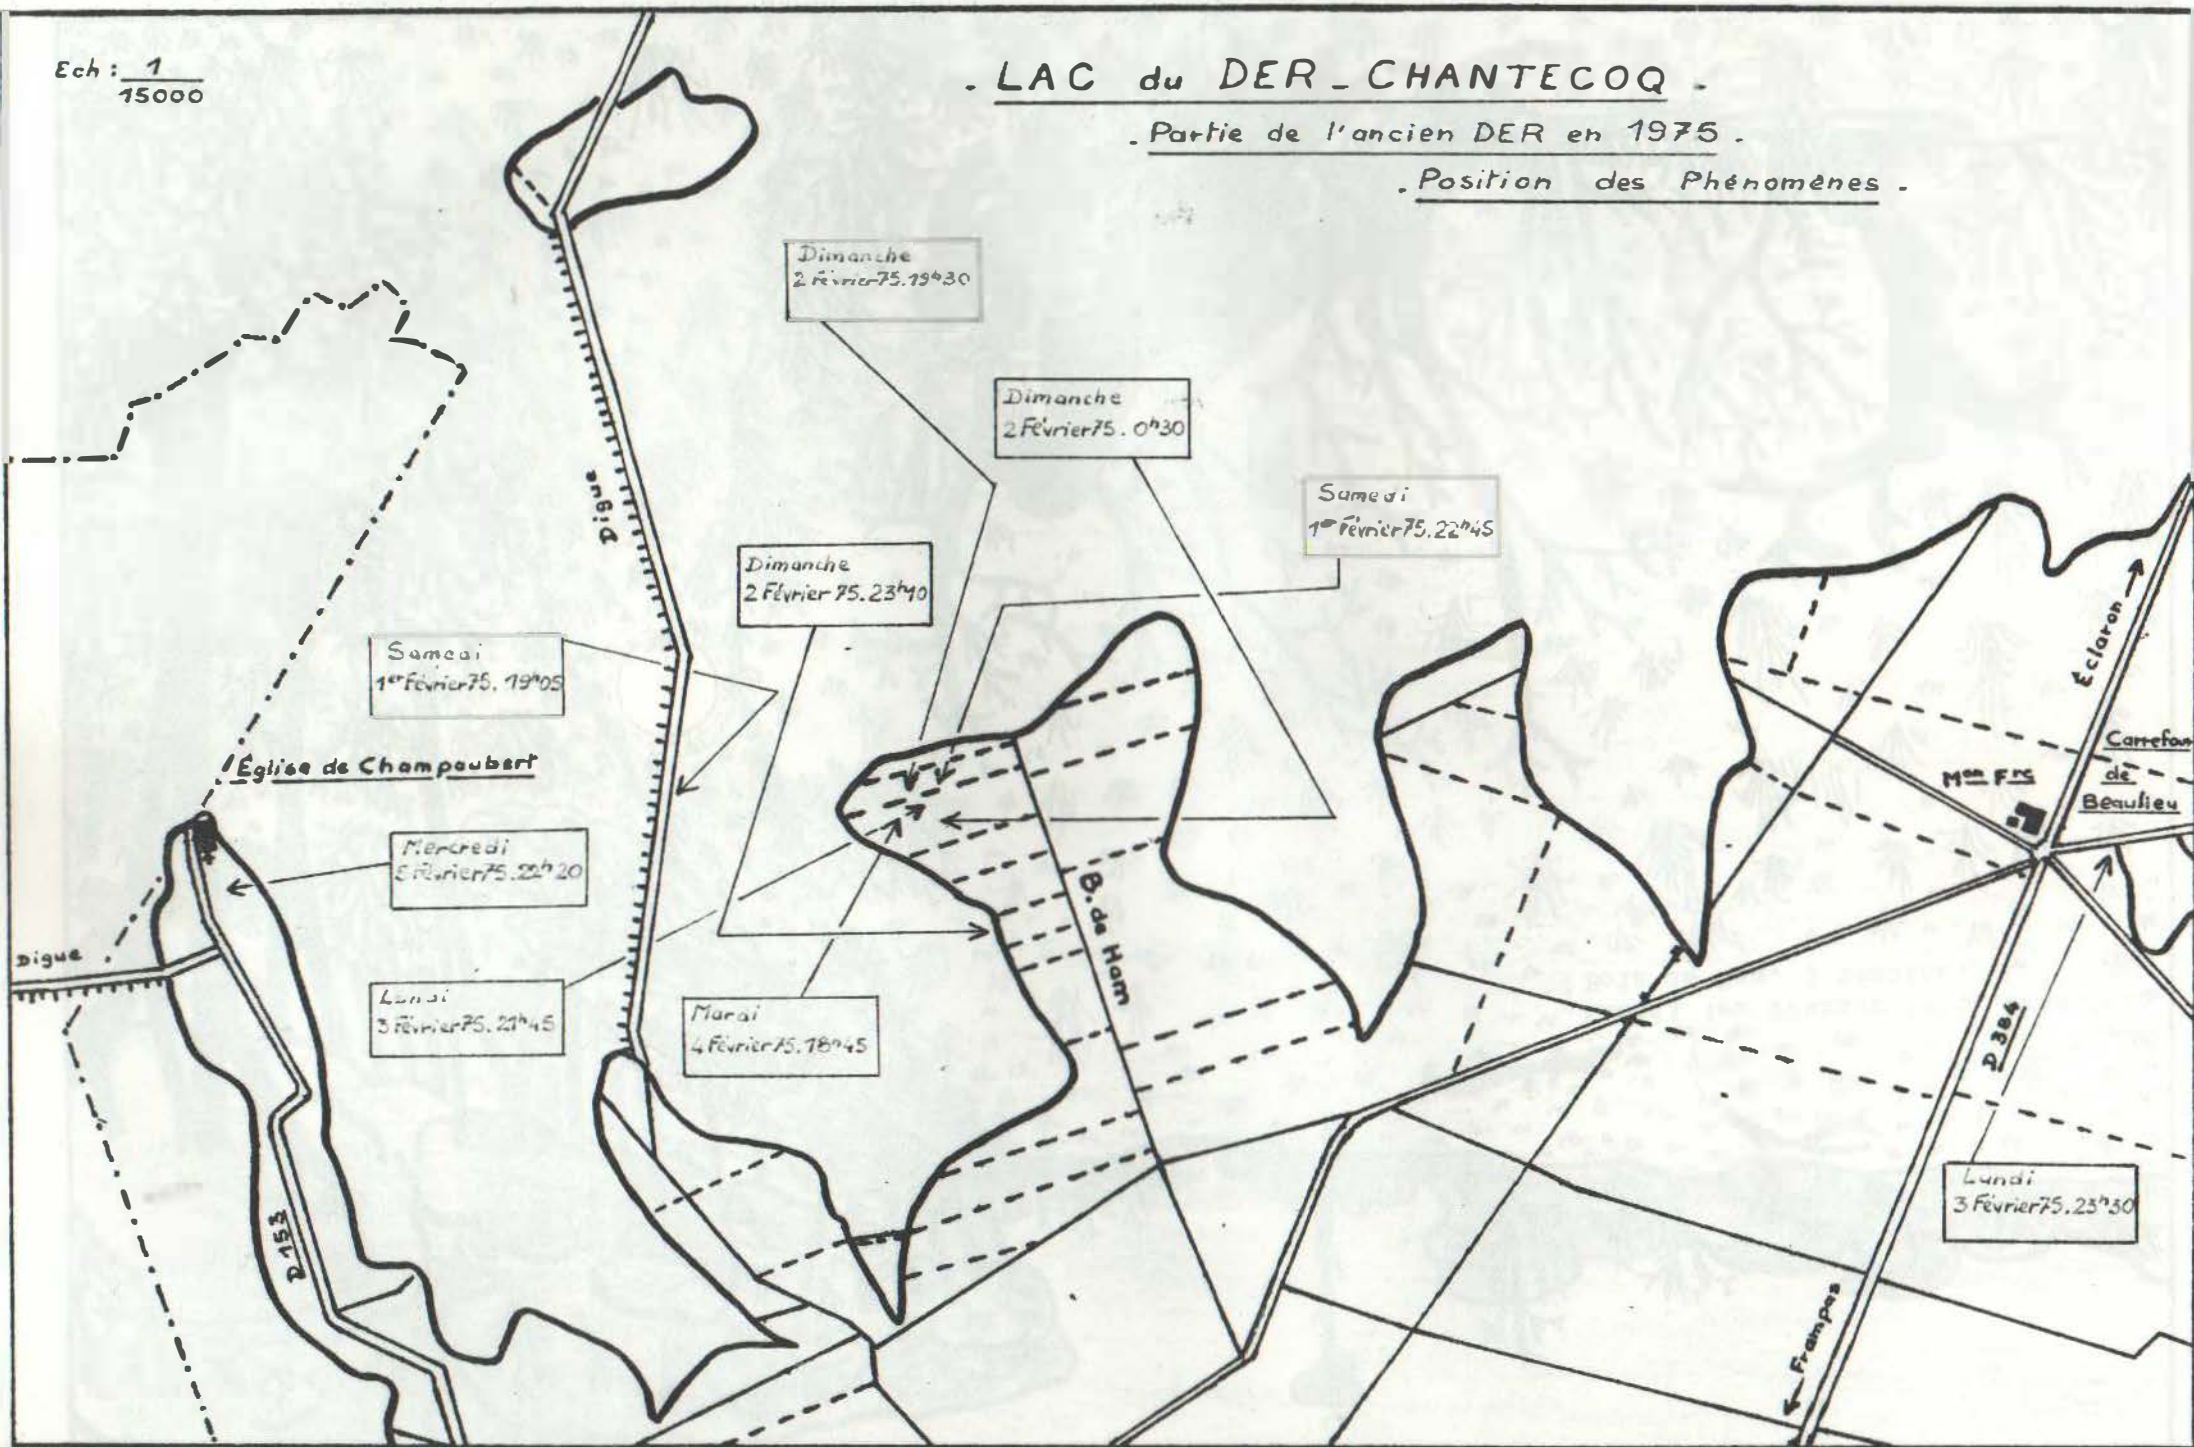 Ech : 1
15000
. LAC du DER _ CHANTECOQ .
. Partie de l'ancien DER en 1975 .
. Position des Phénomènes .
Dimanche
2 Février 75. 19h30
Dimanche
2 Février 75. 0h30
Samedi
1er Février 75. 22h45
Digue
Dimanche
2 Février 75. 23h10
Samedi
1er Février 75. 19h05
Église de Champaubert
Mercredi
5 Février 75. 22h20
Digue
Lundi
3 Février 75. 21h45
Mardi
4 Février 75. 18h45
B. de Ham
Éclaron
Carrefour
de
Beaulieu
Mon Fre
D 384
Lundi
3 Février 75. 23h30
D 153
Frampas